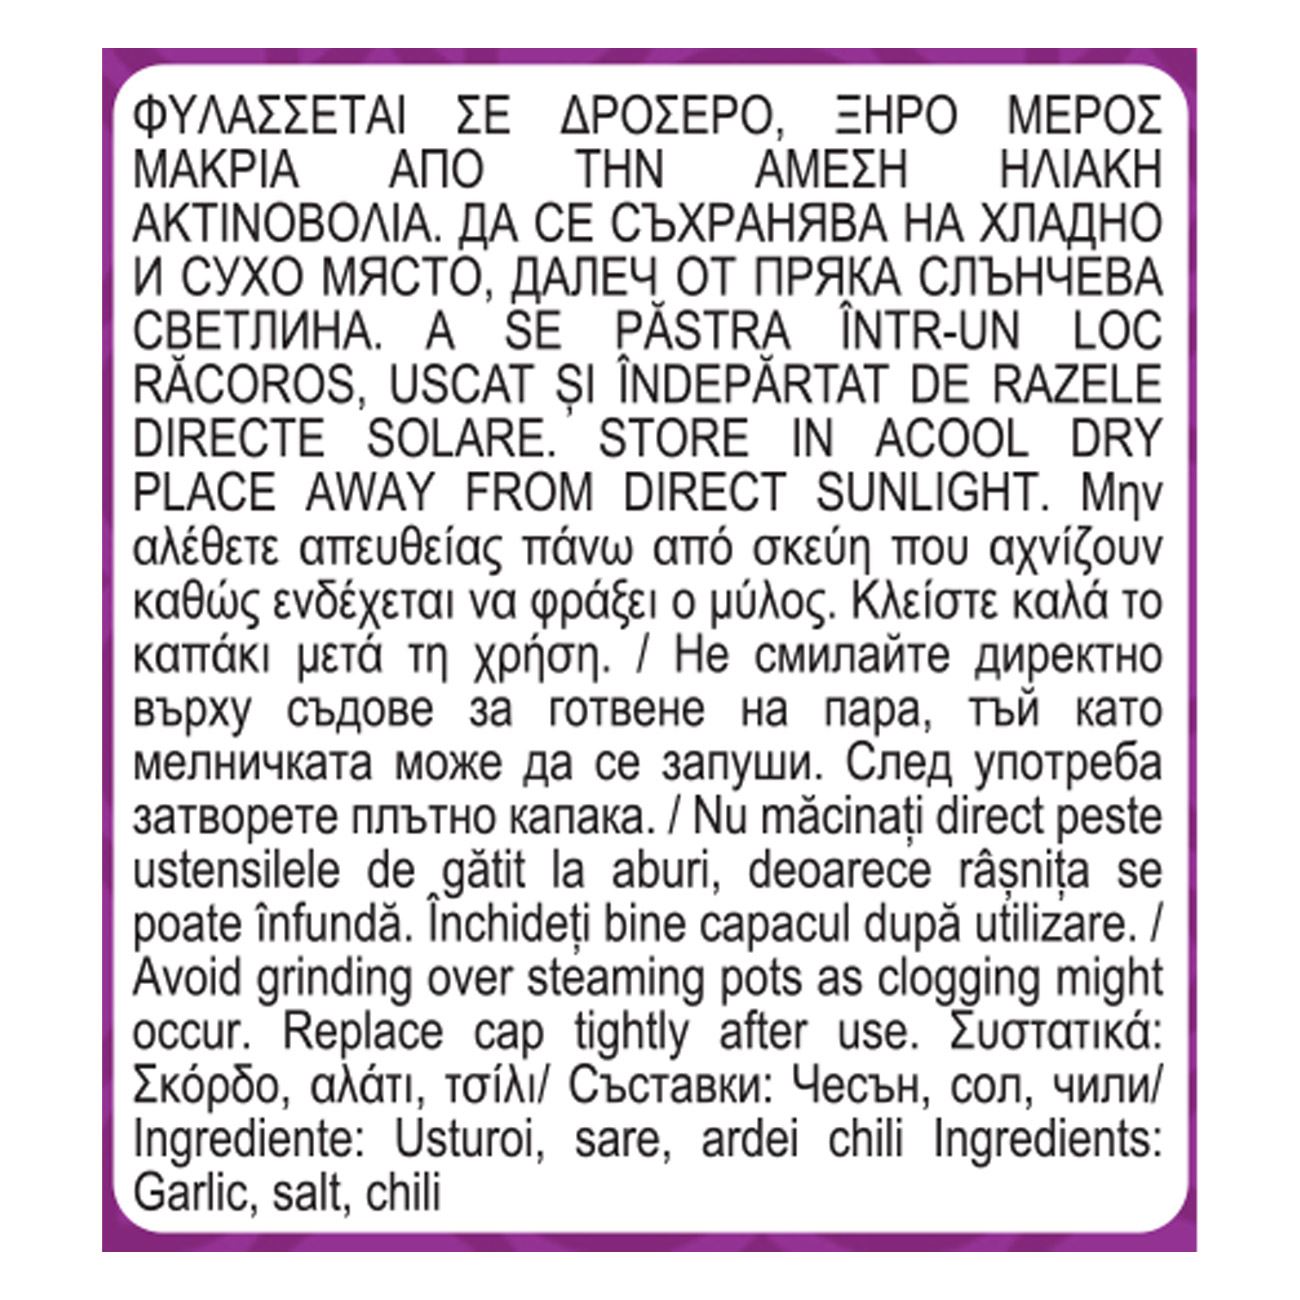 ΦΥΛΑΣΣΕΤΑΙ ΣΕ ΔΡΟΣΕΡΟ, ΞΗΡΟ ΜΕΡΟΣ
ΜΑΚΡΙΑ ΑΠΟ ΤΗΝ ΑΜΕΣΗ ΗΛΙΑΚΗ
ΑΚΤΙΝΟΒΟΛΙΑ. ДА СЕ СЪХРАНЯВА НА ХЛАДНО
И СУХО МЯСТО, ДАЛЕЧ ОТ ПРЯКА СЛЪНЧЕВА
СВЕТЛИНА. A SE PĂSTRA ÎNTR-UN LOC
RĂCOROS, USCAT ȘI ÎNDEPĂRTAT DE RAZELE
DIRECTE SOLARE. STORE IN ACOOL DRY
PLACE AWAY FROM DIRECT SUNLIGHT. Μην
αλέθετε απευθείας πάνω από σκεύη που αχνίζουν
καθώς ενδέχεται να φράξει ο μύλος. Κλείστε καλά το
καπάκι μετά τη χρήση. / Не смилайте директно
върху съдове за готвене на пара, тъй като
мелничката може да се запуши. След употреба
затворете плътно капака. / Nu măcinați direct peste
ustensilele de gătit la aburi, deoarece râșnița se
poate înfundă. Închideți bine capacul după utilizare. /
Avoid grinding over steaming pots as clogging might
occur. Replace cap tightly after use. Συστατικά:
Σκόρδο, αλάτι, τσίλι/ Съставки: Чесън, сол, чили/
Ingrediente: Usturoi, sare, ardei chili Ingredients:
Garlic, salt, chili